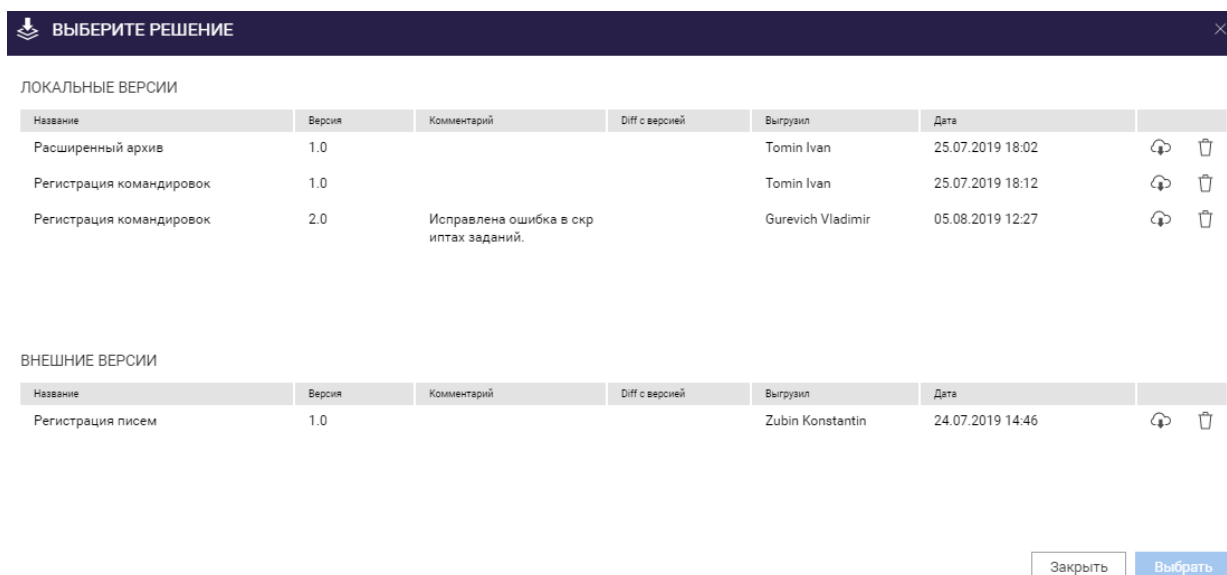 ВЫБЕРИТЕ РЕШЕНИЕ
ЛОКАЛЬНЫЕ ВЕРСИИ
Название Версия Комментарий Diff с версией Выгрузил Дата
Расширенный архив 1.0 Tomin Ivan 25.07.2019 18:02
Регистрация командировок 1.0 Tomin Ivan 25.07.2019 18:12
Регистрация командировок 2.0 Исправлена ошибка в скр Gurevich Vladimir 05.08.2019 12:27
иптах заданий.
ВНЕШНИЕ ВЕРСИИ
Название Версия Комментарий Diff с версией Выгрузил Дата
Регистрация писем 1.0 Zubin Konstantin 24.07.2019 14:46
Закрыть Выбрать